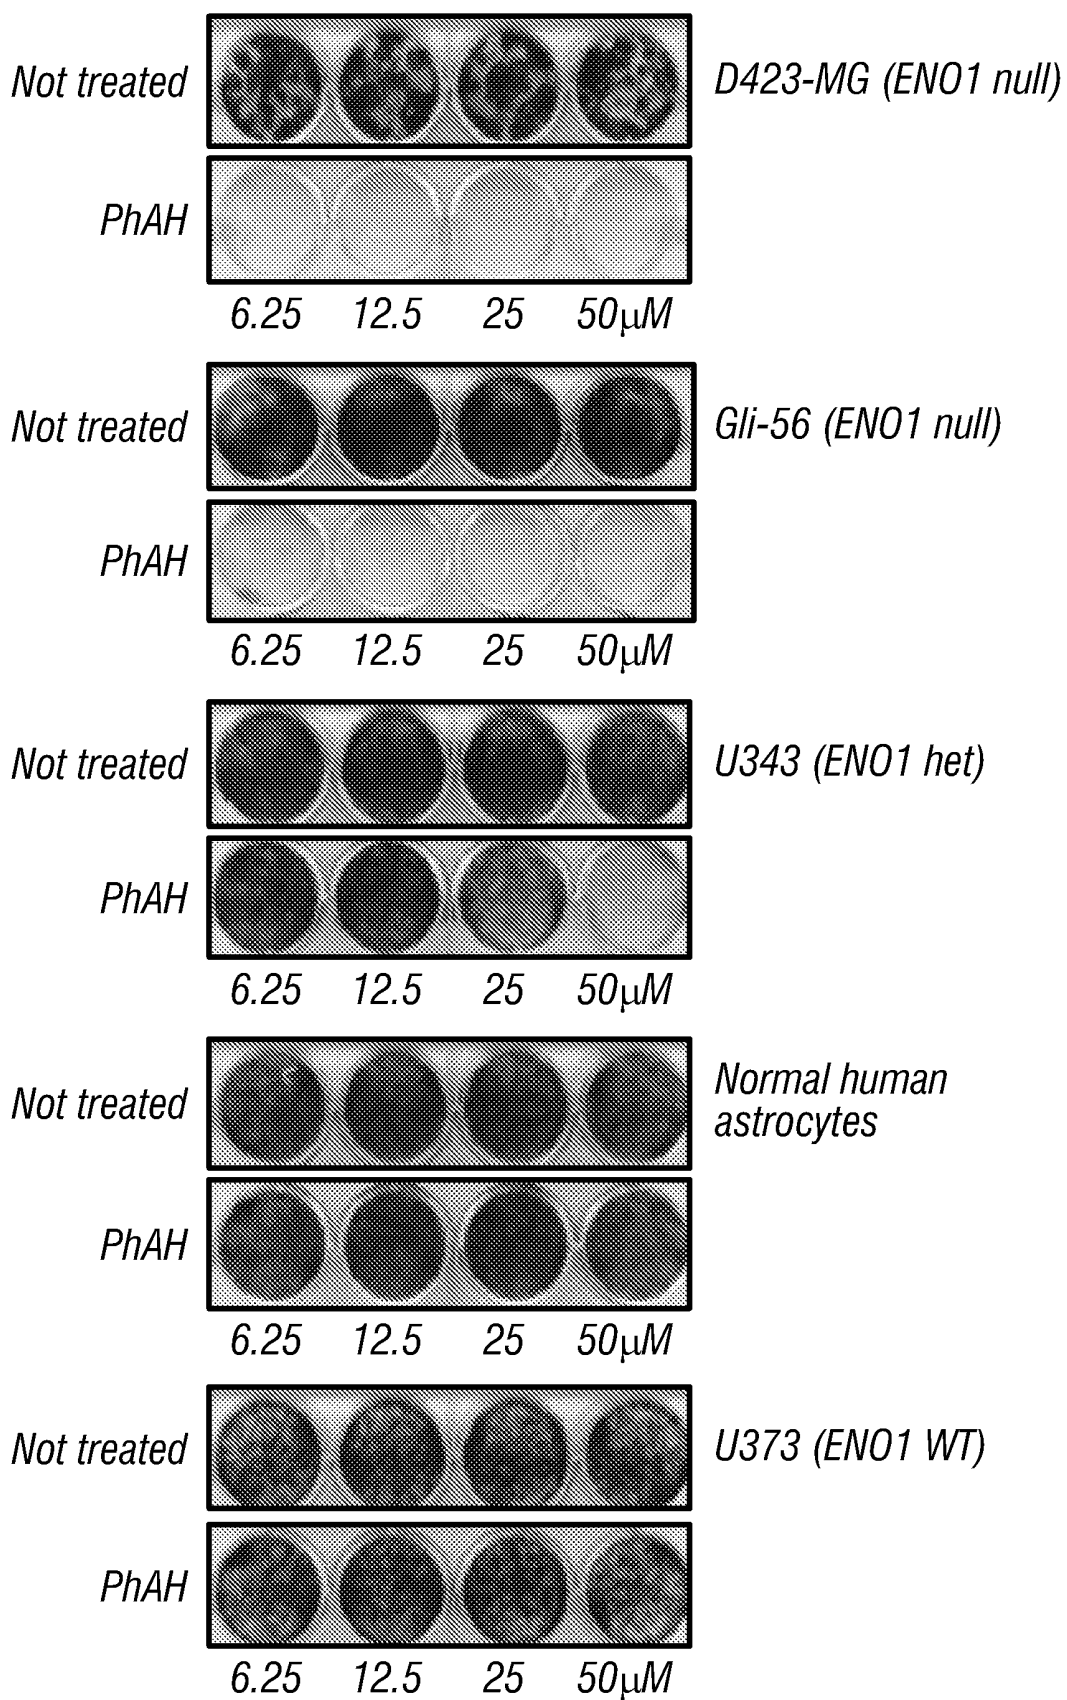 Not treated
D423-MG (ENO1 null)
PhAH
6.25 12.5 25 50μM
Not treated
Gli-56 (ENO1 null)
PhAH
6.25 12.5 25 50μM
Not treated
U343 (ENO1 het)
PhAH
6.25 12.5 25 50μM
Not treated
Normal human
astrocytes
PhAH
6.25 12.5 25 50μM
Not treated
U373 (ENO1 WT)
PhAH
6.25 12.5 25 50μM